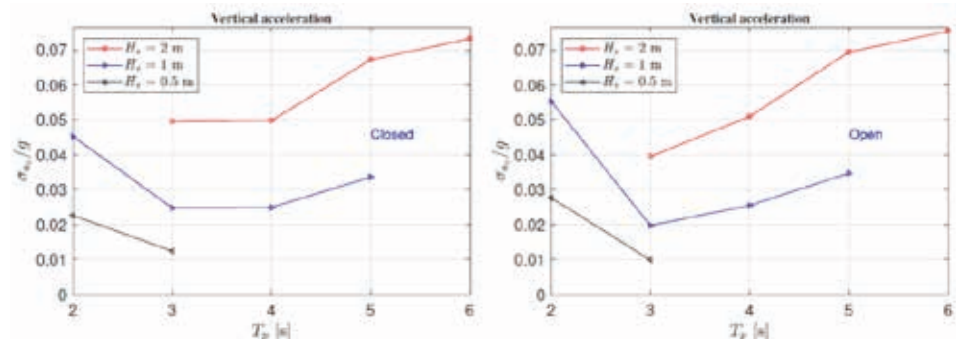 Vertical acceleration
H_s = 2 m
H_s = 1 m
H_s = 0.5 m
Closed
0.07
0.06
0.05
0.04
0.03
0.02
0.01
0
2 3 4 5 6
T_p [s]
Vertical acceleration
H_s = 2 m
H_s = 1 m
H_s = 0.5 m
Open
0.07
0.06
0.05
0.04
0.03
0.02
0.01
0
2 3 4 5 6
T_p [s]